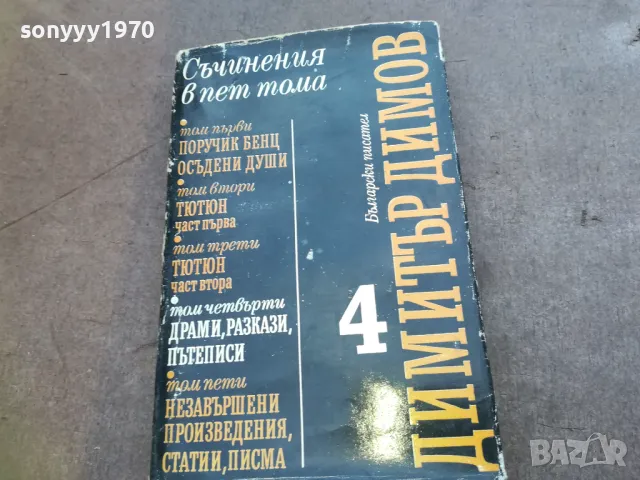 sonyyy1970
Съчинения
в пет тома
том първи
ПОРУЧИК БЕНЦ
ОСЪДЕНИ ДУШИ
том втори
ТЮТЮН
ЧАСТ ПЪРВА
том трети
ТЮТЮН
ЧАСТ ВТОРА
том четвърти
ДРАМИ, РАЗКАЗИ,
ПЪТЕПИСИ
том пети
НЕЗАВЪРШЕНИ
ПРОИЗВЕДЕНИЯ,
СТАТИИ, ПИСМА
4
Български писател
ДИМИТЪР ДИМОВ
BAZAR